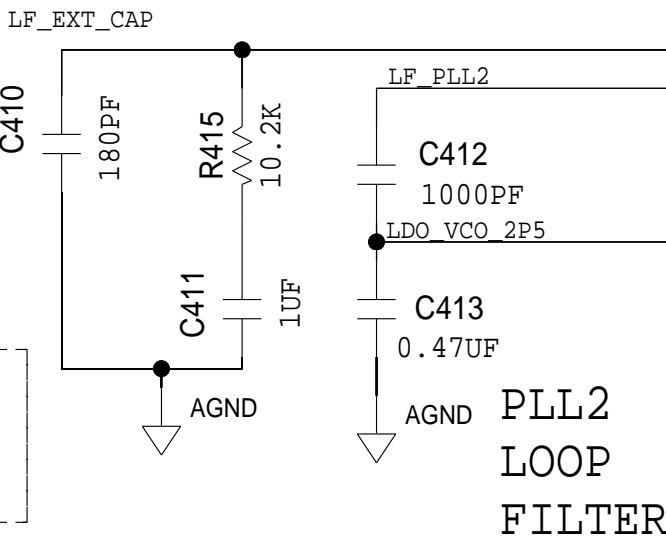 LF_EXT_CAP
C410
180PF
R415
10.2K
C411
1UF
AGND
LF_PLL2
C412
1000PF
LDO_VCO_2P5
C413
0.47UF
AGND
PLL2
LOOP
FILTER